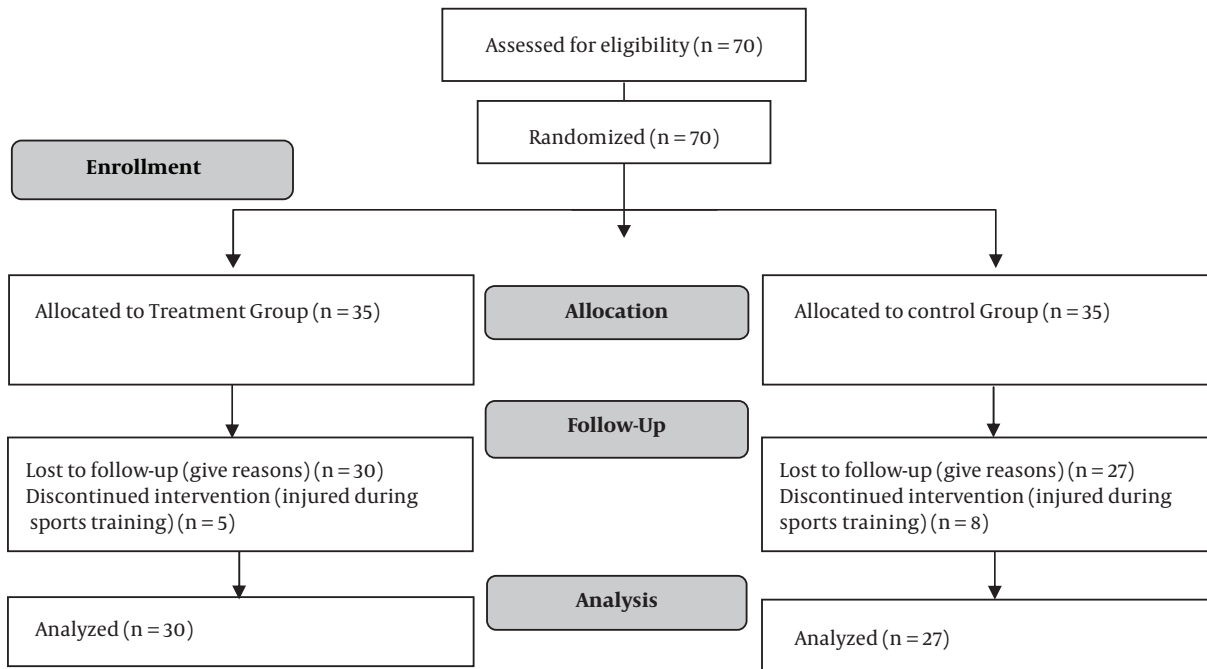 Assessed for eligibility (n = 70)
Randomized (n = 70)
Enrollment
Allocated to Treatment Group (n = 35)
Allocation
Allocated to control Group (n = 35)
Follow-Up
Lost to follow-up (give reasons) (n = 30)
Discontinued intervention (injured during
sports training) (n = 5)
Lost to follow-up (give reasons) (n = 27)
Discontinued intervention (injured during
sports training) (n = 8)
Analysis
Analyzed (n = 30)
Analyzed (n = 27)